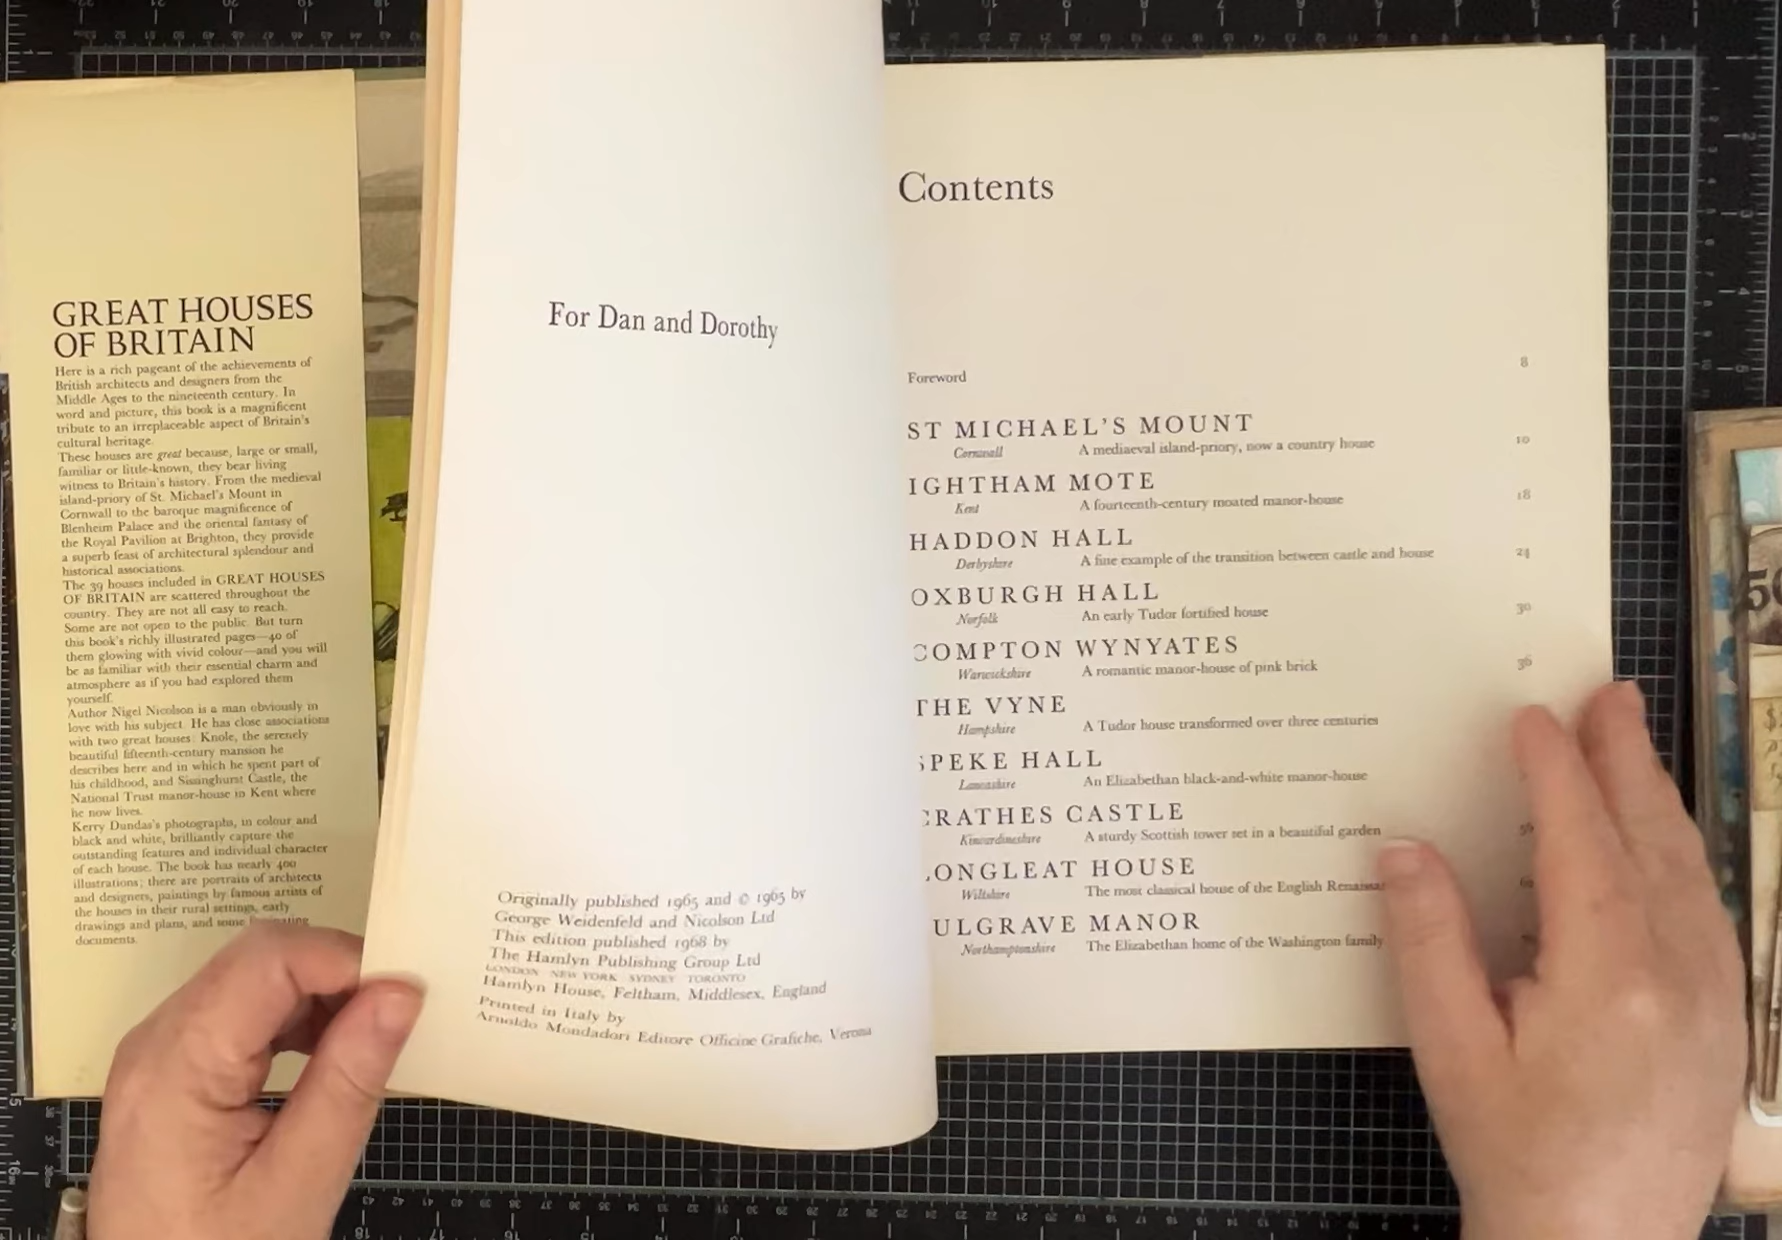 GREAT HOUSES
OF BRITAIN
Here is a rich pageant of the achievements of
British architects and designers from the
Middle Ages to the nineteenth century. In
word and picture, this book is a magnificent
tribute to an irreplaceable aspect of Britain's
cultural heritage.
These houses are great because, large or small,
familiar or little-known, they bear living
witness to Britain's history. From the medieval
island-priory of St. Michael's Mount in
Cornwall to the baroque magnificence of
Blenheim Palace and the oriental fantasy of
the Royal Pavilion at Brighton, they provide
a superb feast of architectural splendour and
historical associations.
The 39 houses included in GREAT HOUSES
OF BRITAIN are scattered throughout the
country. They are not all easy to reach.
Some are not open to the public. But turn
this book's richly illustrated pages—40 of
them glowing with vivid colour—and you will
be as familiar with their essential charm and
atmosphere as if you had explored them
yourself.
Author Nigel Nicolson is a man obviously in
love with his subject. He has close associations
with two great houses: Knole, the serenely
beautiful fifteenth-century mansion he
describes here and in which he spent part of
his childhood, and Sissinghurst Castle, the
National Trust manor-house in Kent where
he now lives.
Kerry Dundas's photographs, in colour and
black and white, brilliantly capture the
outstanding features and individual character
of each house. The book has nearly 400
illustrations; there are portraits of architects
and designers, paintings by famous artists of
the houses in their rural settings, early
drawings and plans, and some
documents.
For Dan and Dorothy
Originally published 1965 and © 1965 by
George Weidenfeld and Nicolson Ltd
This edition published 1968 by
The Hamlyn Publishing Group Ltd
LONDON NEW YORK SYDNEY TORONTO
Hamlyn House, Feltham, Middlesex, England
Printed in Italy by
Arnoldo Mondadori Editore Officine Grafiche, Verona
Contents
Foreword 8
ST MICHAEL'S MOUNT
Cornwall A mediaeval island-priory, now a country house 10
IGHTHAM MOTE
Kent A fourteenth-century moated manor-house 18
HADDON HALL
Derbyshire A fine example of the transition between castle and house 24
OXBURGH HALL
Norfolk An early Tudor fortified house 30
COMPTON WYNYATES
Warwickshire A romantic manor-house of pink brick 36
THE VYNE
Hampshire A Tudor house transformed over three centuries
SPEKE HALL
Lancashire An Elizabethan black-and-white manor-house
CRATHES CASTLE
Kincardineshire A sturdy Scottish tower set in a beautiful garden 56
LONGLEAT HOUSE
Wiltshire The most classical house of the English
ULGRAVE MANOR
Northamptonshire The Elizabethan home of the Washington family